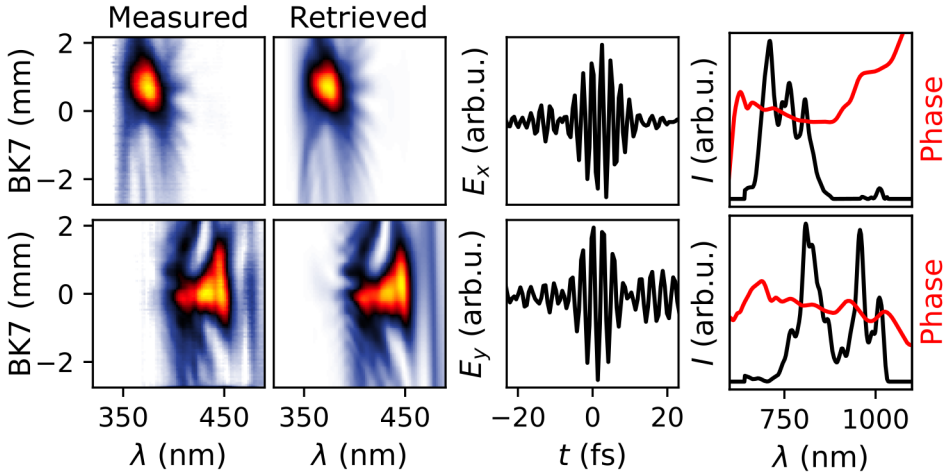 Measured Retrieved
BK7 (mm)
2
0
−2
E_x (arb.u.)
I (arb.u.)
Phase
BK7 (mm)
2
0
−2
E_y (arb.u.)
I (arb.u.)
Phase
350 450 350 450 −20 0 20 750 1000
λ (nm) λ (nm) t (fs) λ (nm)